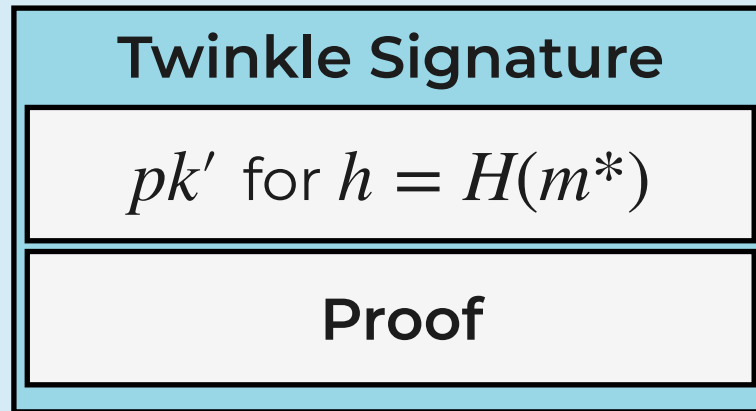 Twinkle Signature
pk′ for h = H(m*)
Proof